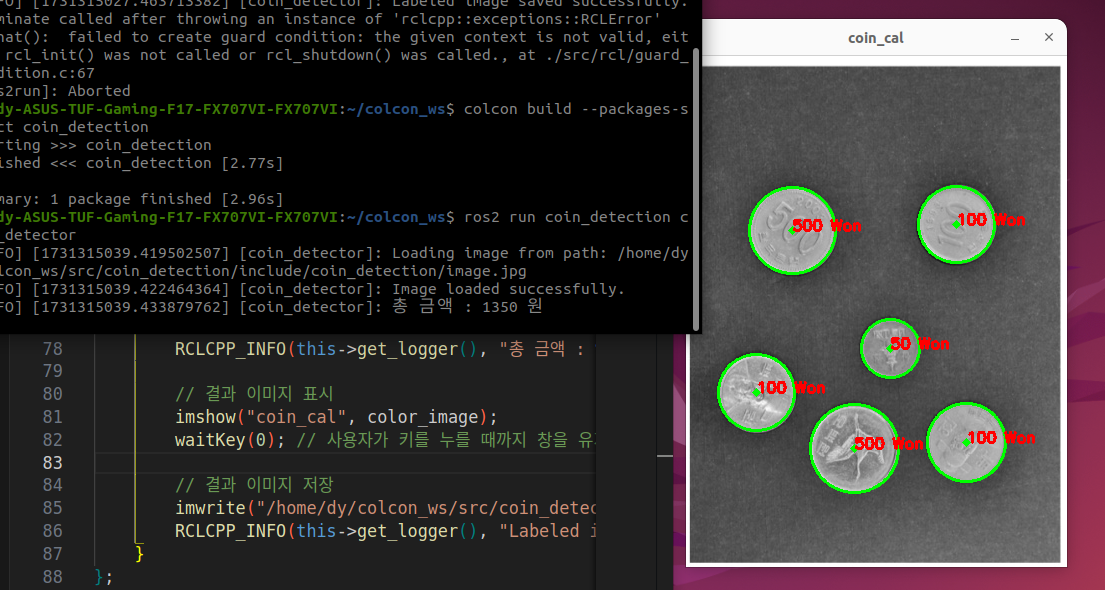 FO] [1731315027.463713382] [coin_detector]: Labeled image saved successfully.
minate called after throwing an instance of 'rclcpp::exceptions::RCLError'
hat():  failed to create guard condition: the given context is not valid, eit
 rcl_init() was not called or rcl_shutdown() was called., at ./src/rcl/guard_
dition.c:67
s2run]: Aborted
dy-ASUS-TUF-Gaming-F17-FX707VI-FX707VI:~/colcon_ws$ colcon build --packages-s
ct coin_detection
rting >>> coin_detection
ished <<< coin_detection [2.77s]
mary: 1 package finished [2.96s]
dy-ASUS-TUF-Gaming-F17-FX707VI-FX707VI:~/colcon_ws$ ros2 run coin_detection c
_detector
FO] [1731315039.419502507] [coin_detector]: Loading image from path: /home/dy
lcon_ws/src/coin_detection/include/coin_detection/image.jpg
FO] [1731315039.422464364] [coin_detector]: Image loaded successfully.
FO] [1731315039.433879762] [coin_detector]: 총 금액 : 1350 원
78 RCLCPP_INFO(this->get_logger(), "총 금액 :
79
80 // 결과 이미지 표시
81 imshow("coin_cal", color_image);
82 waitKey(0); // 사용자가 키를 누를 때까지 창을 유
83
84 // 결과 이미지 저장
85 imwrite("/home/dy/colcon_ws/src/coin_detec
86 RCLCPP_INFO(this->get_logger(), "Labeled i
87 }
88 };
coin_cal
500 Won
100 Won
50 Won
100 Won
500 Won
100 Won